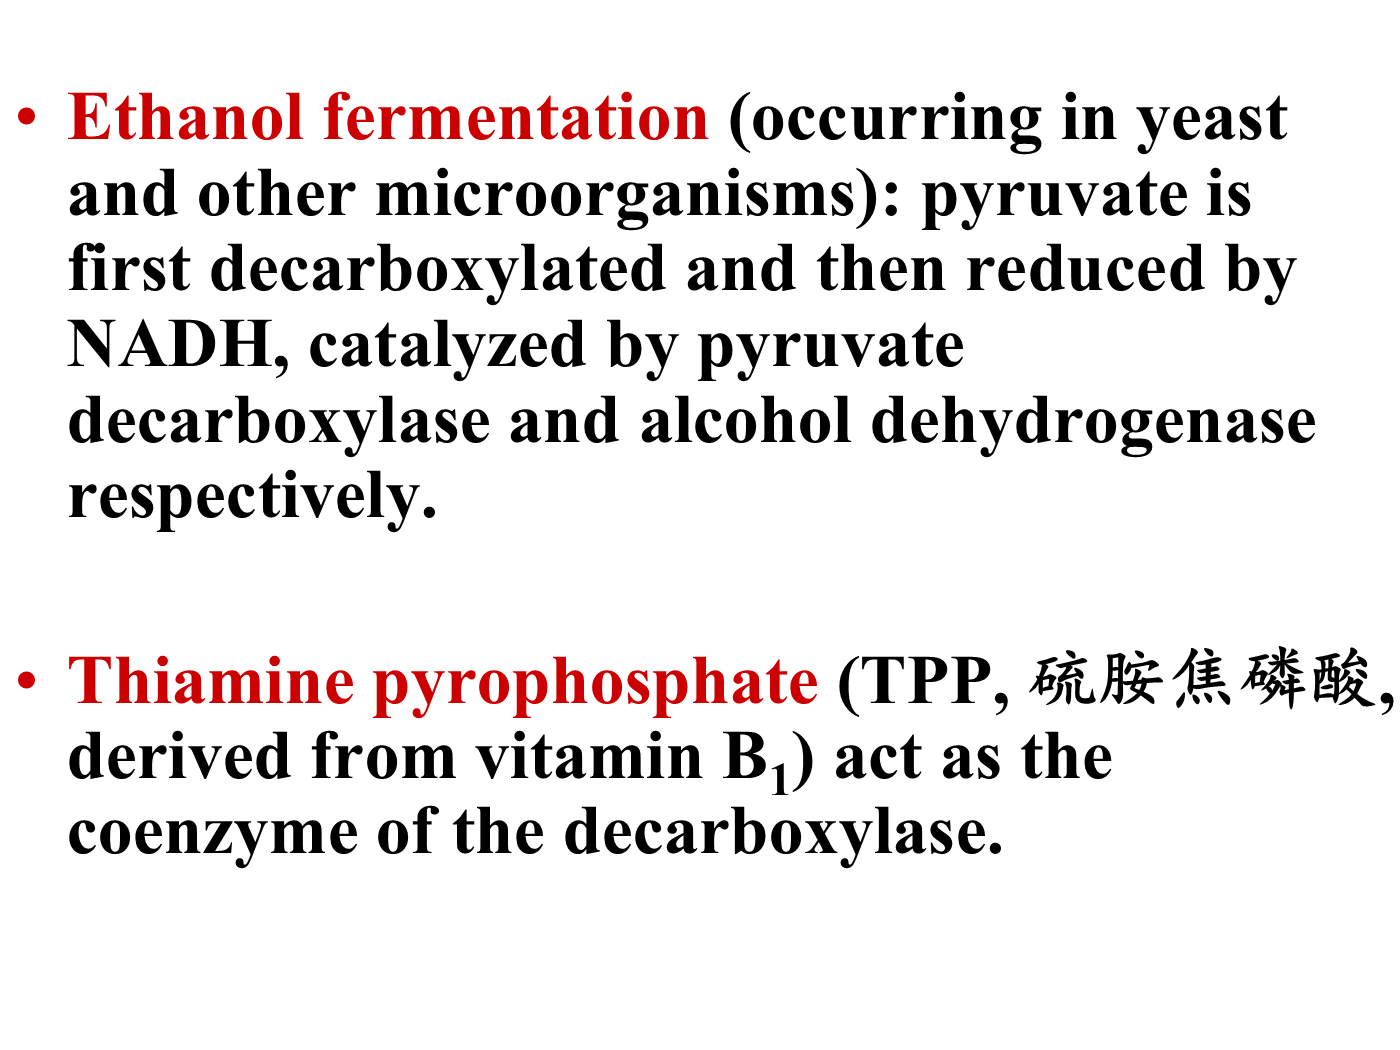 • Ethanol fermentation (occurring in yeast
and other microorganisms): pyruvate is
first decarboxylated and then reduced by
NADH, catalyzed by pyruvate
decarboxylase and alcohol dehydrogenase
respectively.
• Thiamine pyrophosphate (TPP, 硫胺焦磷酸,
derived from vitamin B₁) act as the
coenzyme of the decarboxylase.